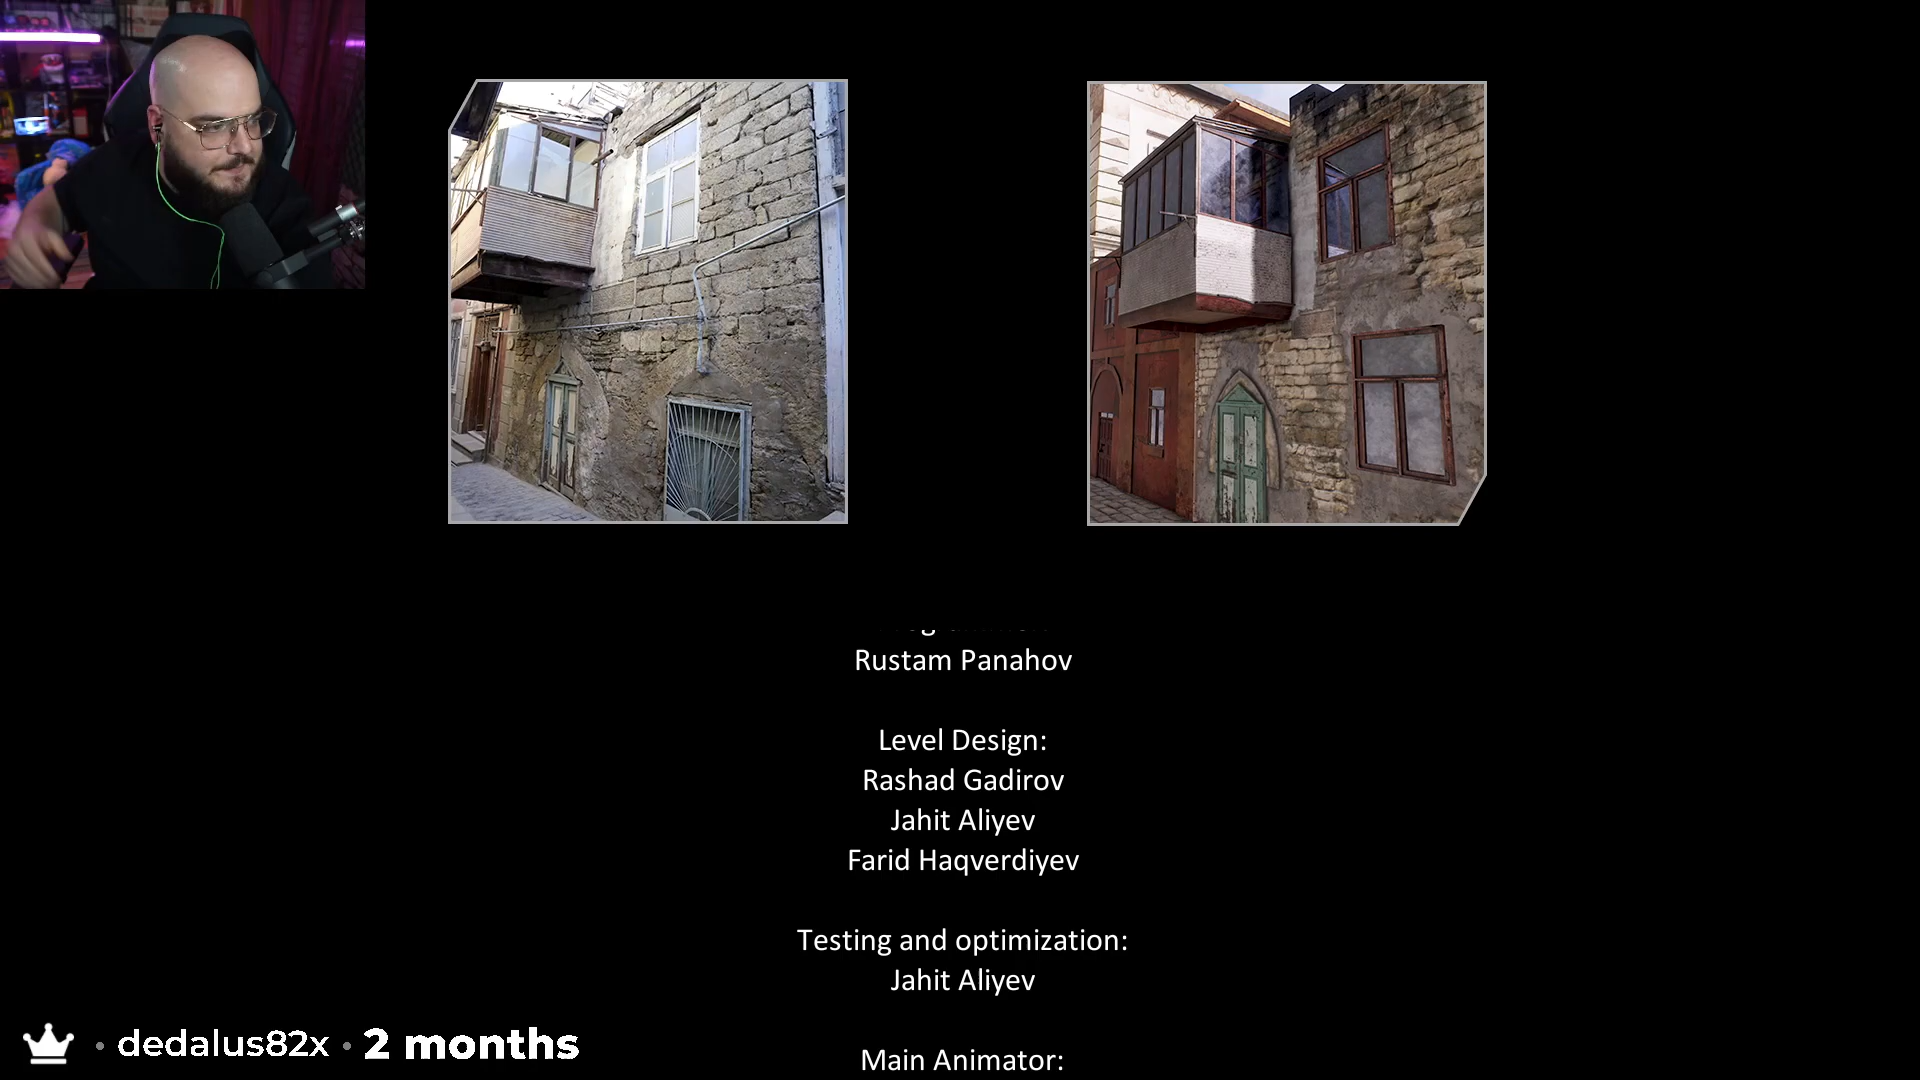 Rustam Panahov
Level Design:
Rashad Gadirov
Jahit Aliyev
Farid Haqverdiyev
Testing and optimization:
Jahit Aliyev
Main Animator:
• dedalus82x • 2 months